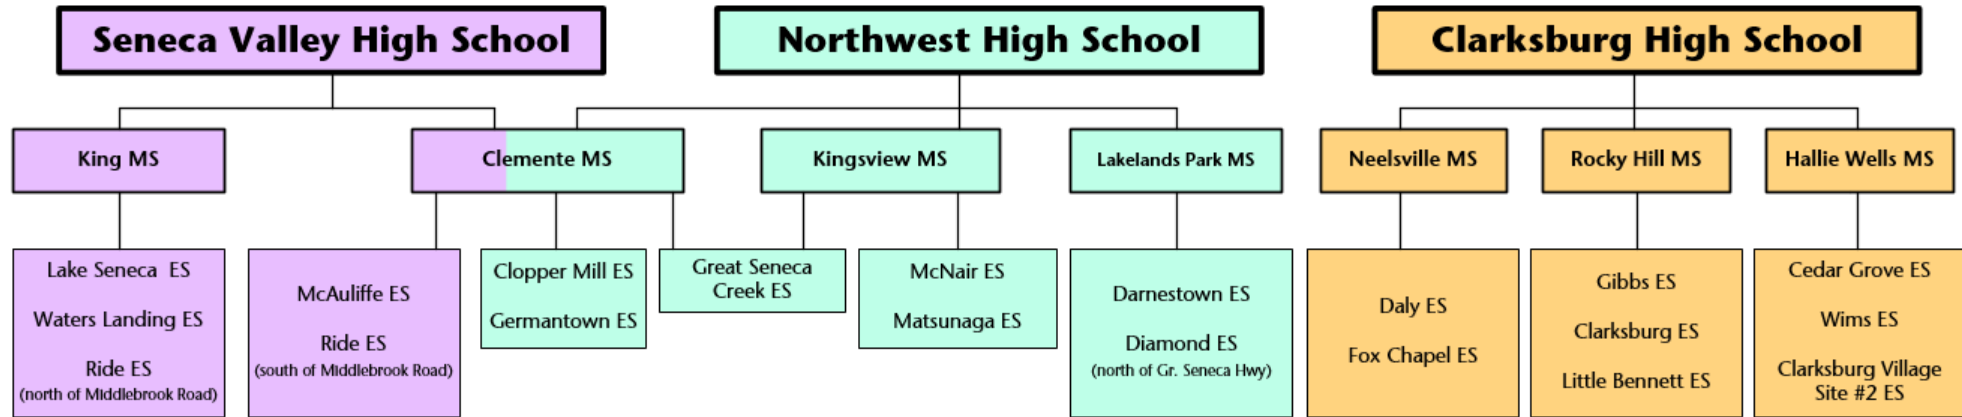 Seneca Valley High School
Northwest High School
Clarksburg High School
King MS
Clemente MS
Kingsview MS
Lakelands Park MS
Neelsville MS
Rocky Hill MS
Hallie Wells MS
Lake Seneca ES
Waters Landing ES
Ride ES
(north of Middlebrook Road)
McAuliffe ES
Ride ES
(south of Middlebrook Road)
Clopper Mill ES
Germantown ES
Great Seneca
Creek ES
McNair ES
Matsunaga ES
Darnestown ES
Diamond ES
(north of Gr. Seneca Hwy)
Daly ES
Fox Chapel ES
Gibbs ES
Clarksburg ES
Little Bennett ES
Cedar Grove ES
Wims ES
Clarksburg Village
Site #2 ES